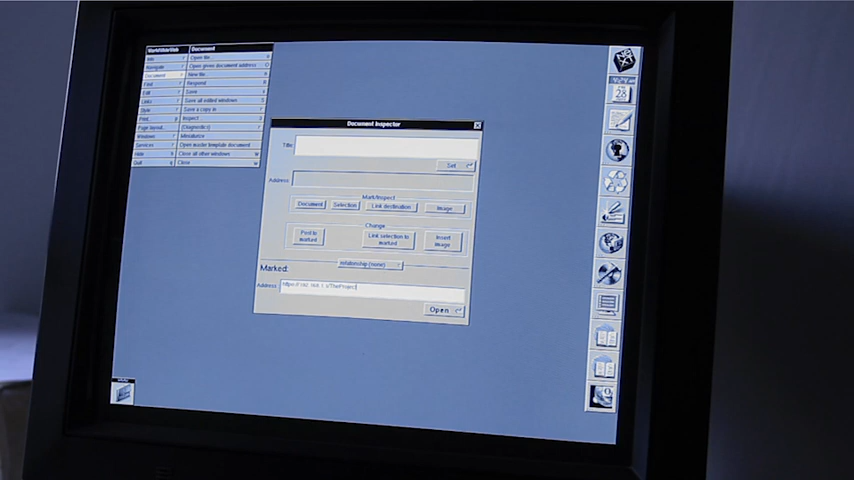 WorldWideWeb
Info
Navigate
Document
Find
Edit
Links
Style
Print...
Page layout...
Windows
Services
Hide
Quit
Document
Open file...
Open given document address
New file...
Respond
Save
Save all edited windows
Save a copy in
Inspect
(Diagnostics)
Miniaturize
Open master template document
Close all other windows
Close
Document Inspector
Title:
Set
Address:
Mark/Inspect
Document
Selection
Link destination
Image
Change
Point to
marked
Link selection to
marked
Insert
Image
relationship (none)
Marked:
Address:
Open
28